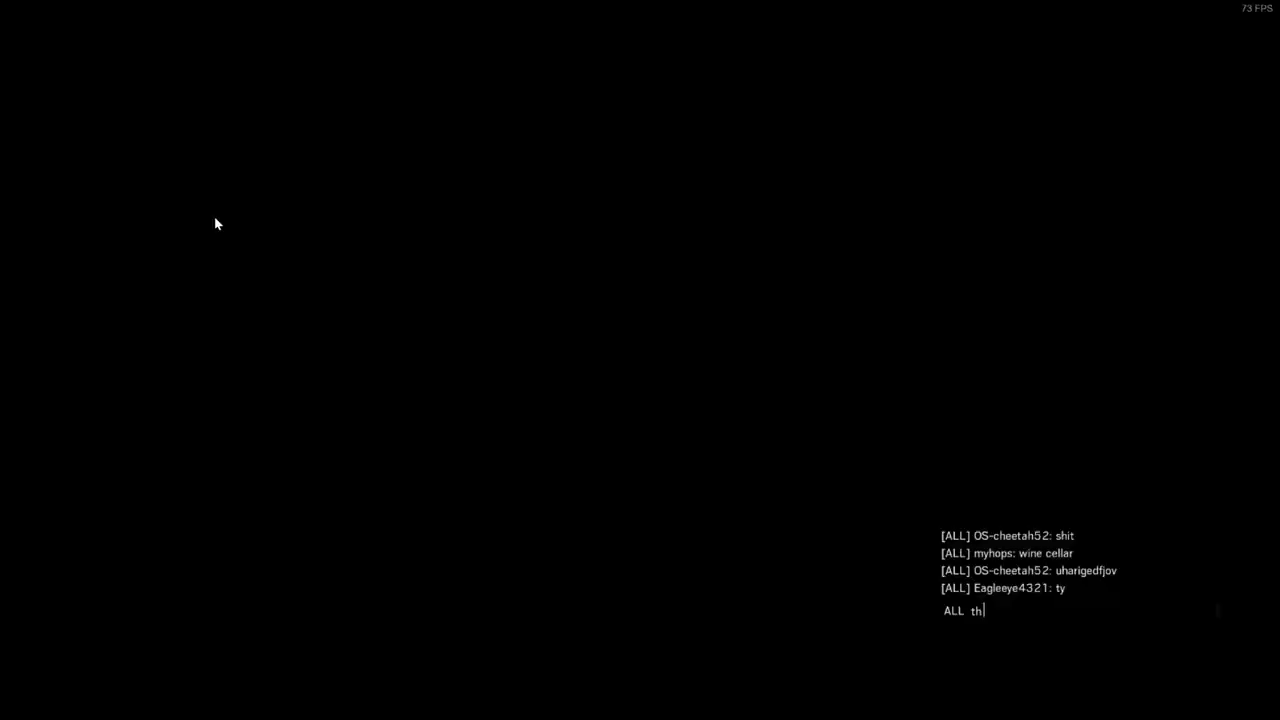 73 FPS
[ALL] OS-cheetah52: shit
[ALL] myhops: wine cellar
[ALL] OS-cheetah52: uharigedfjov
[ALL] Eagleeye4321: ty
ALL th